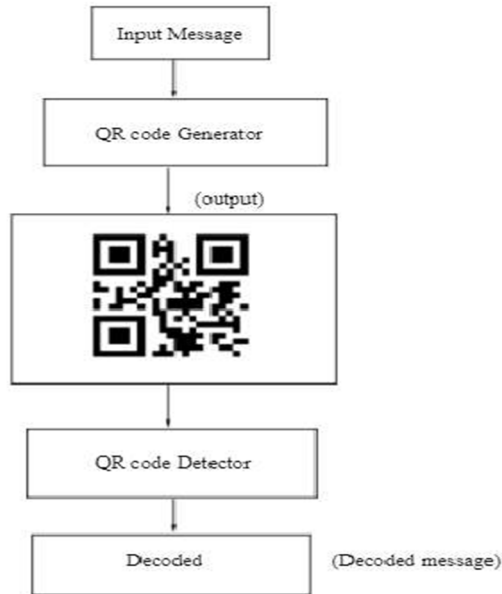 Input Message
QR code Generator
(output)
QR code Detector
Decoded (Decoded message)